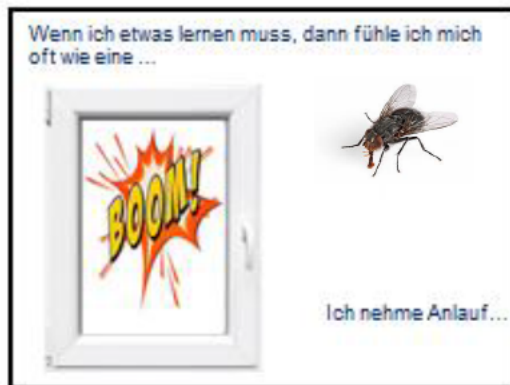 Wenn ich etwas lernen muss, dann fühle ich mich
oft wie eine ...
BOOM!
Ich nehme Anlauf...